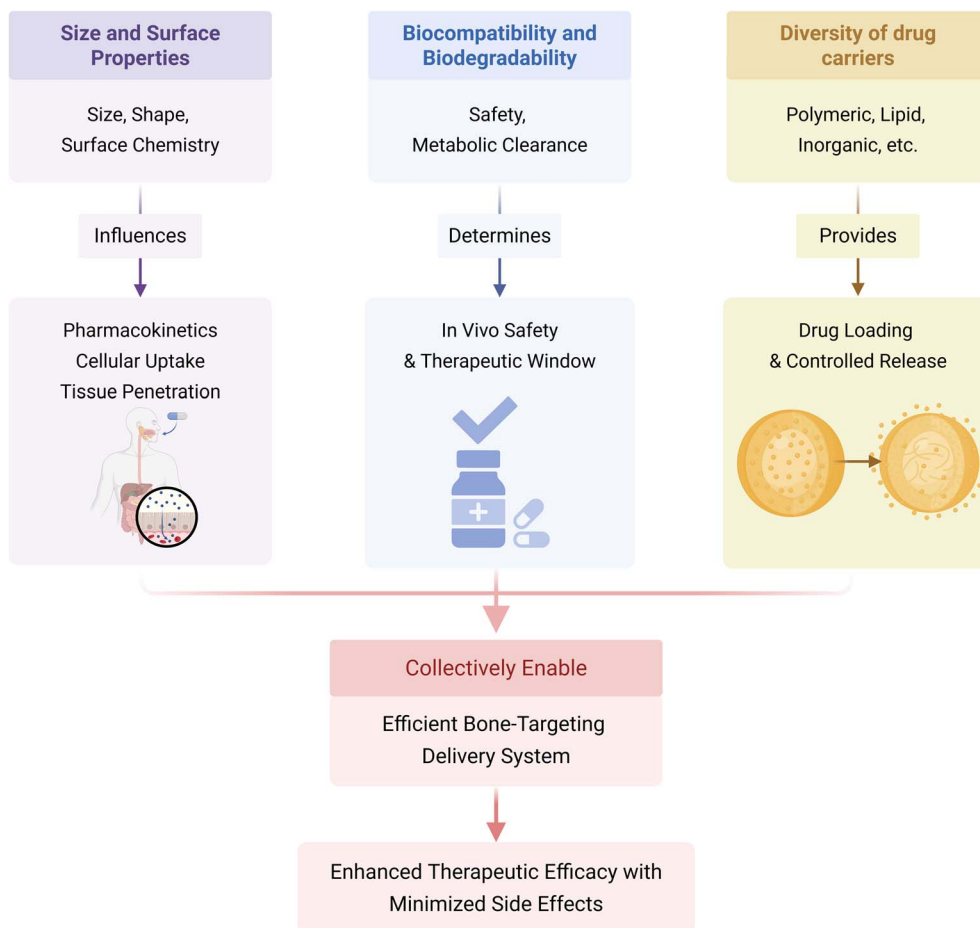 Size and Surface
Properties
Size, Shape,
Surface Chemistry
Influences
Pharmacokinetics
Cellular Uptake
Tissue Penetration
Biocompatibility and
Biodegradability
Safety,
Metabolic Clearance
Determines
In Vivo Safety
& Therapeutic Window
Diversity of drug
carriers
Polymeric, Lipid,
Inorganic, etc.
Provides
Drug Loading
& Controlled Release
Collectively Enable
Efficient Bone-Targeting
Delivery System
Enhanced Therapeutic Efficacy with
Minimized Side Effects